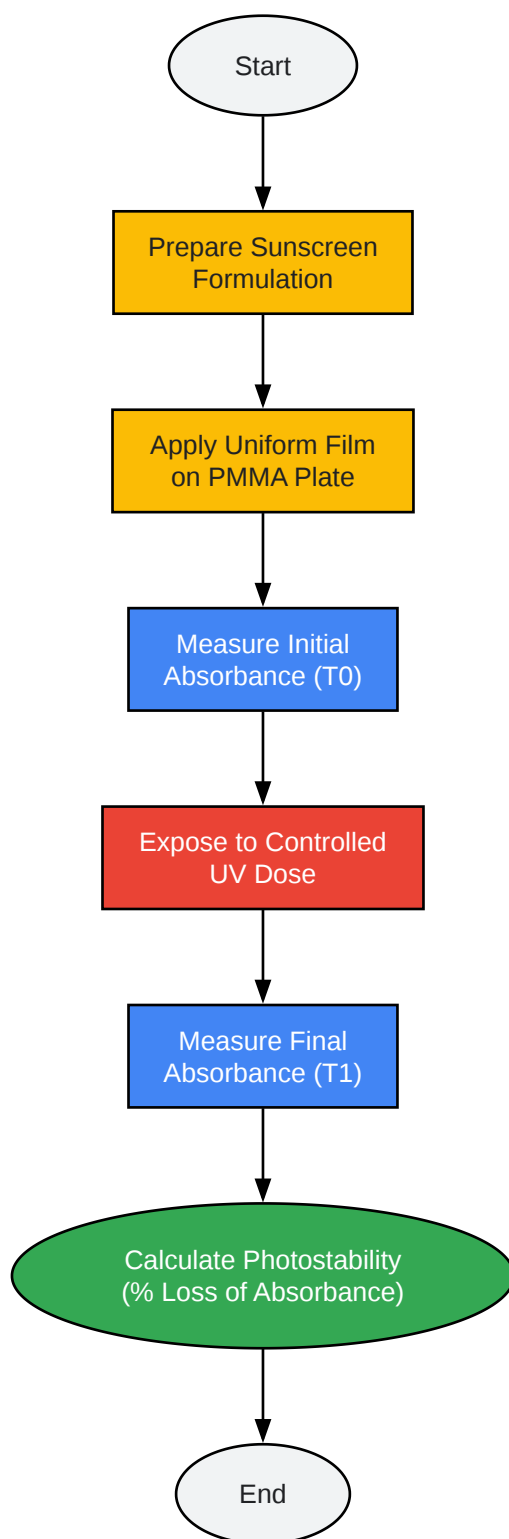 Start
Prepare Sunscreen
Formulation
Apply Uniform Film
on PMMA Plate
Measure Initial
Absorbance (T0)
Expose to Controlled
UV Dose
Measure Final
Absorbance (T1)
Calculate Photostability
(% Loss of Absorbance)
End